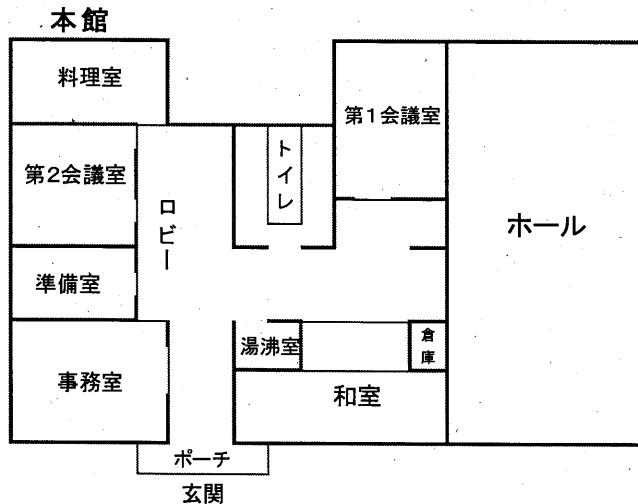 本館
料理室
第1会議室
トイレ
第2会議室
ロビー
ホール
準備室
湯沸室
倉庫
事務室
和室
ポーチ
玄関